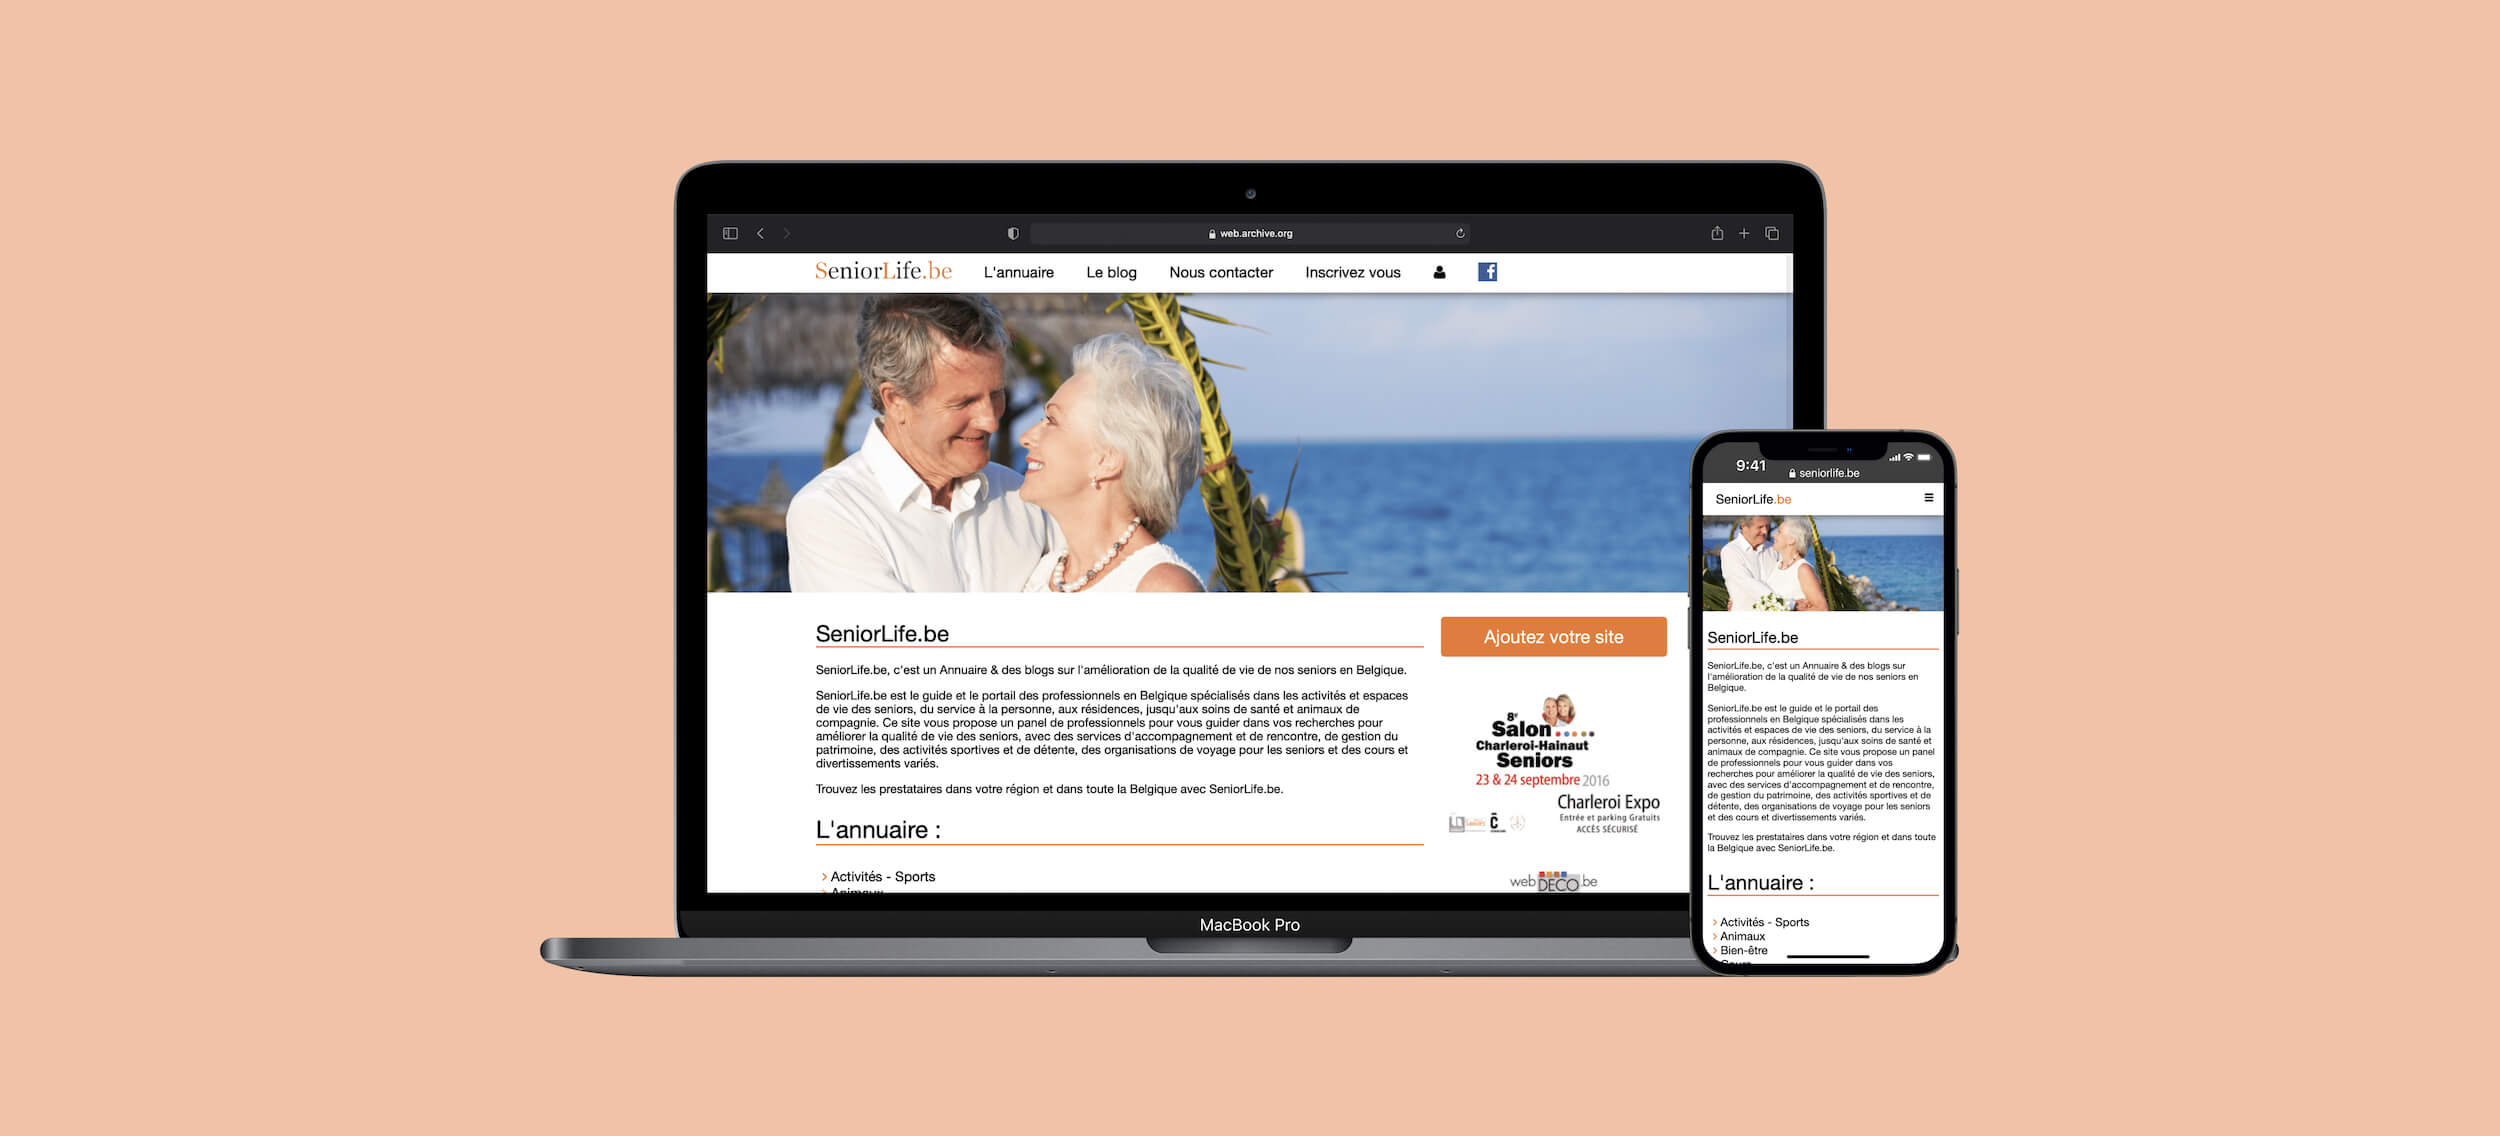 web.archive.org
SeniorLife.be
L'annuaire
Le blog
Nous contacter
Inscrivez vous
SeniorLife.be
SeniorLife.be, c'est un Annuaire & des blogs sur l'amélioration de la qualité de vie de nos seniors en Belgique.
SeniorLife.be est le guide et le portail des professionnels en Belgique spécialisés dans les activités et espaces
de vie des seniors, du service à la personne, aux résidences, jusqu'aux soins de santé et animaux de
compagnie. Ce site vous propose un panel de professionnels pour vous guider dans vos recherches pour
améliorer la qualité de vie des seniors, avec des services d'accompagnement et de rencontre, de gestion du
patrimoine, des activités sportives et de détente, des organisations de voyage pour les seniors et des cours et
divertissements variés.
Trouvez les prestataires dans votre région et dans toute la Belgique avec SeniorLife.be.
L'annuaire :
Activités - Sports
Animaux
Ajoutez votre site
8e
Salon
Charleroi-Hainaut
Seniors
23 & 24 septembre 2016
Charleroi Expo
Entrée et parking Gratuits
ACCÈS SÉCURISÉ
webDECO.be
MacBook Pro
9:41
seniorlife.be
SeniorLife.be
SeniorLife.be
SeniorLife.be, c'est un Annuaire & des blogs sur
l'amélioration de la qualité de vie de nos seniors en
Belgique.
SeniorLife.be est le guide et le portail des
professionnels en Belgique spécialisés dans les
activités et espaces de vie des seniors, du service à la
personne, aux résidences, jusqu'aux soins de santé et
animaux de compagnie. Ce site vous propose un panel
de professionnels pour vous guider dans vos
recherches pour améliorer la qualité de vie des seniors,
avec des services d'accompagnement et de rencontre,
de gestion du patrimoine, des activités sportives et de
détente, des organisations de voyage pour les seniors
et des cours et divertissements variés.
Trouvez les prestataires dans votre région et dans toute
la Belgique avec SeniorLife.be.
L'annuaire :
Activités - Sports
Animaux
Bien-être
Cours